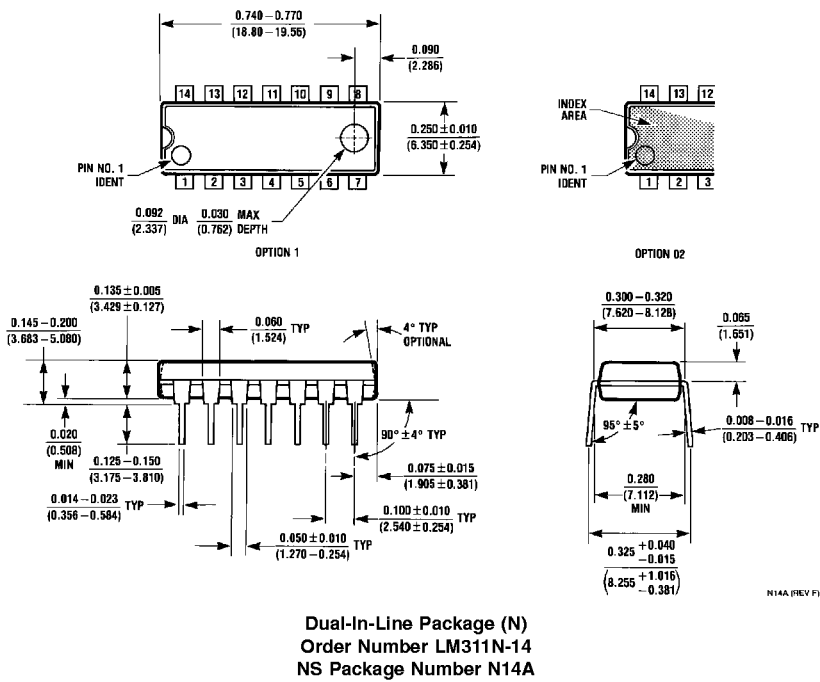 0.740 – 0.770
(18.80 – 19.56)
0.090
(2.286)
14 13 12 11 10 9 8
0.250 ± 0.010
(6.350 ± 0.254)
PIN NO. 1
IDENT
1 2 3 4 5 6 7
0.092
(2.337)
DIA
0.030
(0.762)
MAX
DEPTH
OPTION 1
14 13 12
INDEX
AREA
PIN NO. 1
IDENT
1 2 3
OPTION 02
0.135 ± 0.005
(3.429 ± 0.127)
0.145 – 0.200
(3.683 – 5.080)
0.060
(1.524)
TYP
4° TYP
OPTIONAL
0.020
(0.508)
MIN
0.125 – 0.150
(3.175 – 3.810)
90° ± 4° TYP
0.014 – 0.023
(0.356 – 0.584)
TYP
0.075 ± 0.015
(1.905 ± 0.381)
0.100 ± 0.010
(2.540 ± 0.254)
TYP
0.050 ± 0.010
(1.270 – 0.254)
TYP
0.300 – 0.320
(7.620 – 8.128)
0.065
(1.651)
95° ± 5°
0.008 – 0.016
(0.203 – 0.406)
TYP
0.280
(7.112)
MIN
0.325 +0.040
–0.015
(8.255 +1.016
–0.381)
N14A (REV F)
Dual-In-Line Package (N)
Order Number LM311N-14
NS Package Number N14A